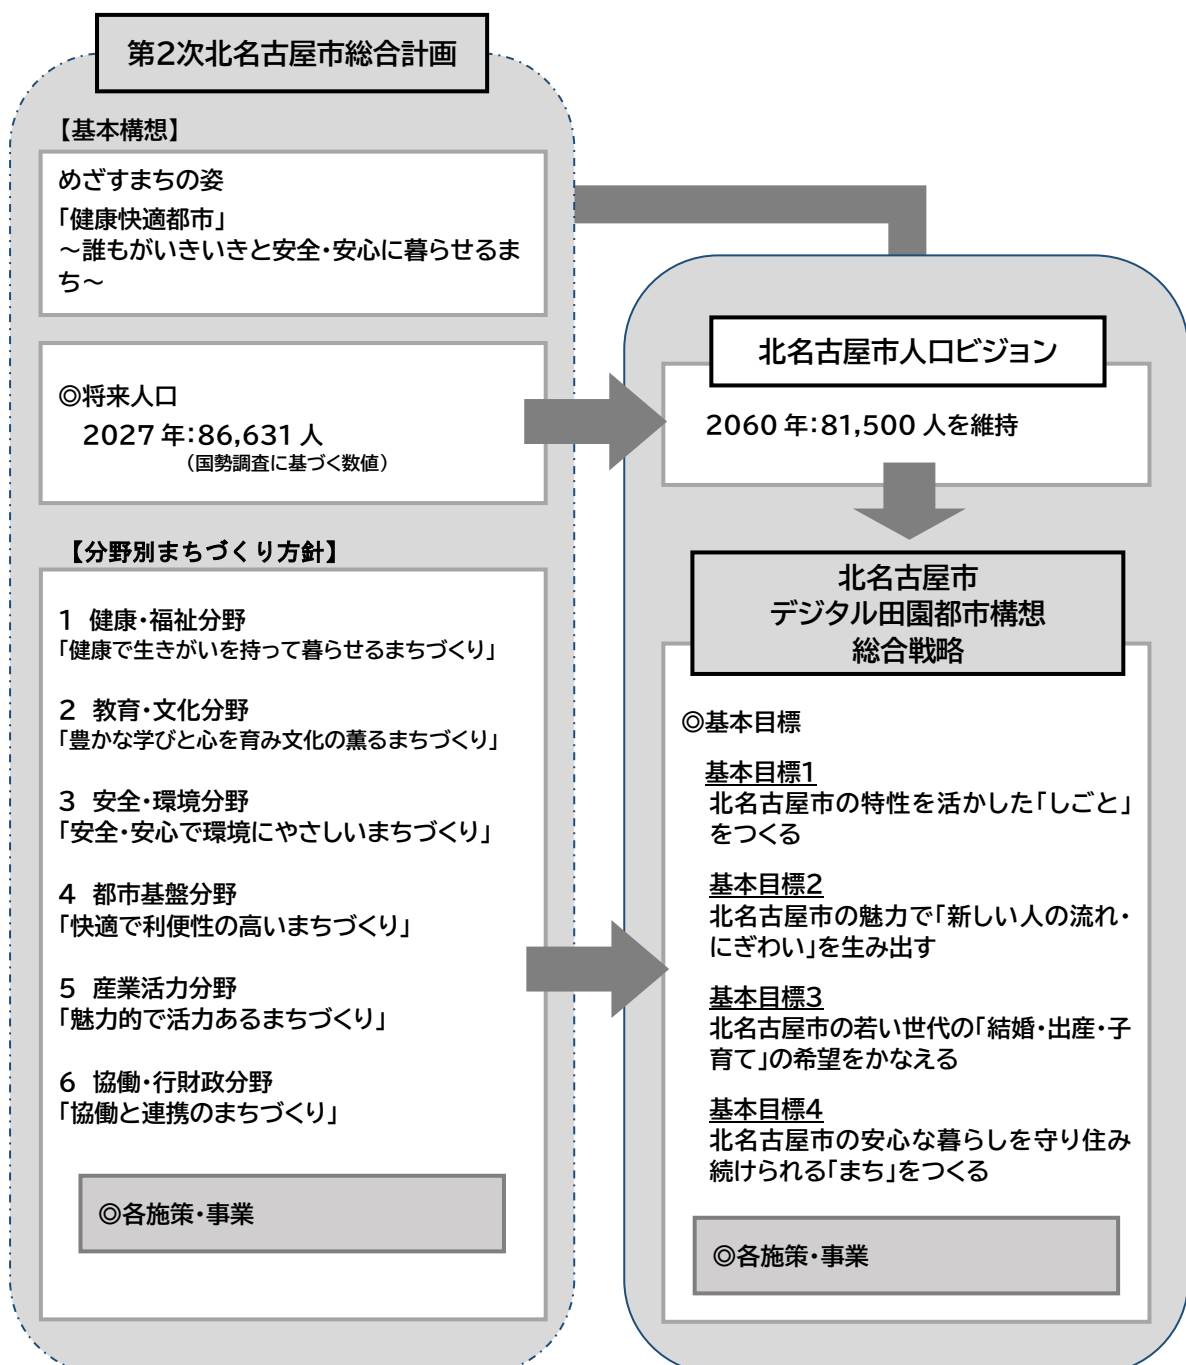 第2次北名古屋市総合計画
【基本構想】
めざすまちの姿
「健康快適都市」
～誰もがいきいきと安全・安心に暮らせるま
ち～
◎将来人口
2027年：86,631人
（国勢調査に基づく数値）
【分野別まちづくり方針】
1 健康・福祉分野
「健康で生きがいを持って暮らせるまちづくり」
2 教育・文化分野
「豊かな学びと心を育み文化の薫るまちづくり」
3 安全・環境分野
「安全・安心で環境にやさしいまちづくり」
4 都市基盤分野
「快適で利便性の高いまちづくり」
5 産業活力分野
「魅力的で活力あるまちづくり」
6 協働・行財政分野
「協働と連携のまちづくり」
◎各施策・事業
北名古屋市人口ビジョン
2060年：81,500人を維持
北名古屋市
デジタル田園都市構想
総合戦略
◎基本目標
基本目標1
北名古屋市の特性を活かした「しごと」
をつくる
基本目標2
北名古屋市の魅力で「新しい人の流れ・
にぎわい」を生み出す
基本目標3
北名古屋市の若い世代の「結婚・出産・子
育て」の希望をかなえる
基本目標4
北名古屋市の安心な暮らしを守り住み
続けられる「まち」をつくる
◎各施策・事業